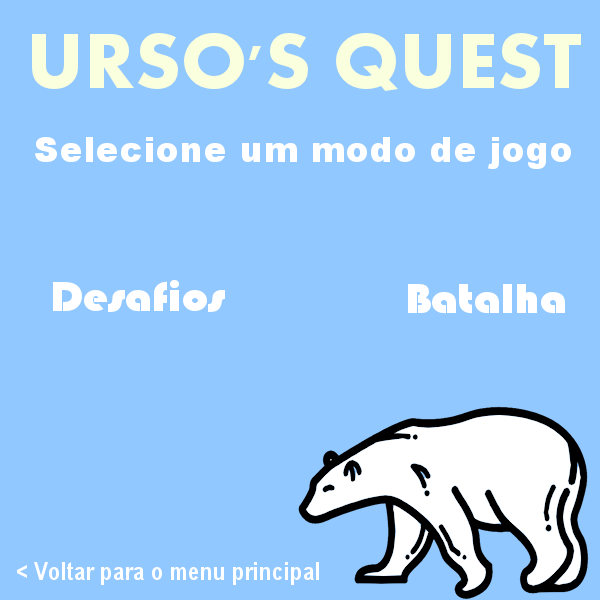 URSO'S QUEST
Selecione um modo de jogo
Desafios
Batalha
< Voltar para o menu principal